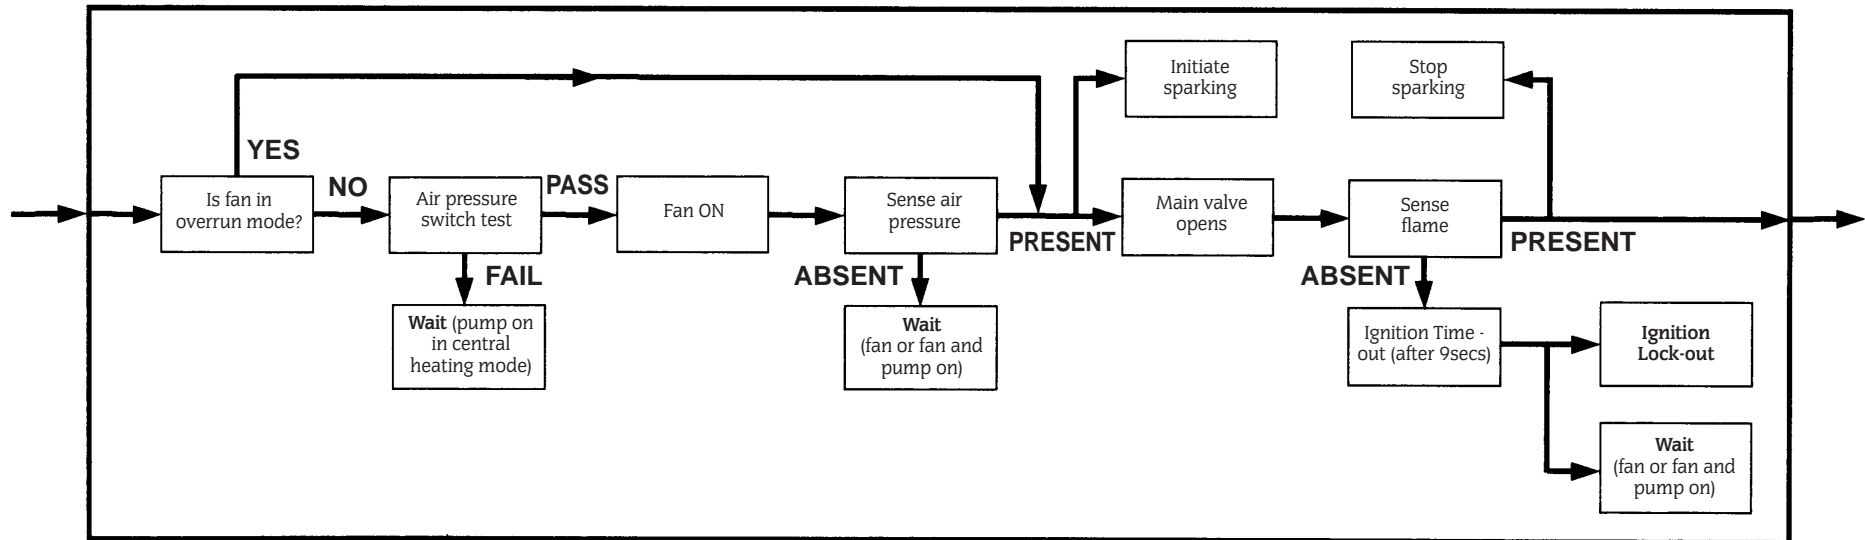 Initiate
sparking
Stop
sparking
YES
Is fan in
overrun mode?
NO
Air pressure
switch test
PASS
Fan ON
Sense air
pressure
PRESENT
Main valve
opens
Sense
flame
PRESENT
FAIL
ABSENT
ABSENT
Wait (pump on
in central
heating mode)
Wait
(fan or fan and
pump on)
Ignition Time -
out (after 9secs)
Ignition
Lock-out
Wait
(fan or fan and
pump on)